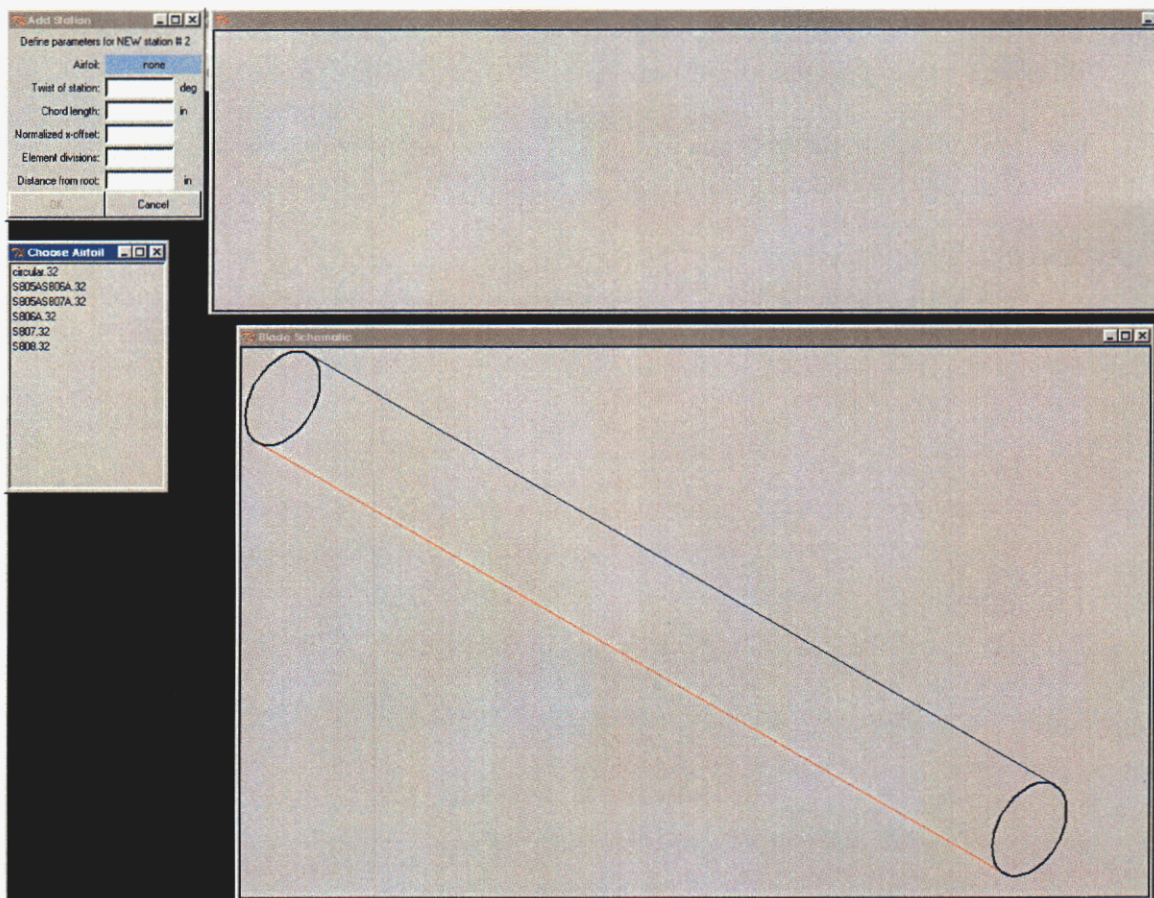 Add Station
Define parameters for NEW station # 2
Airfoil: none
Twist of station: deg
Chord length: in
Normalized x-offset:
Element divisions:
Distance from root: in
OK Cancel
Choose Airfoil
circular.32
S805AS806A.32
S805AS807A.32
S806A.32
S807.32
S808.32
Blade Schematic